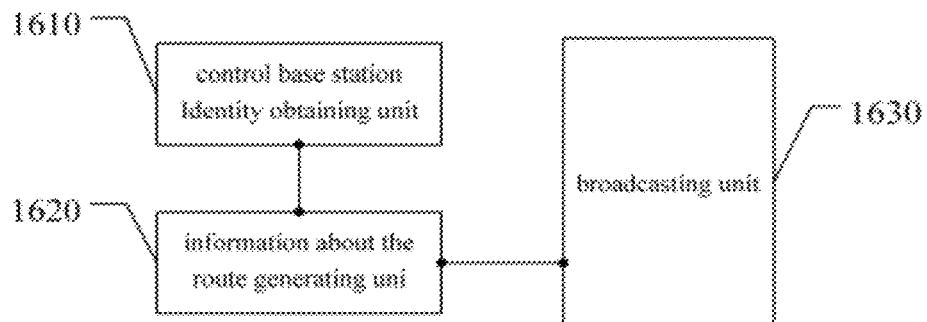 1610
control base station
Identity obtaining unit
1620
information about the
route generating uni
broadcasting unit
1630